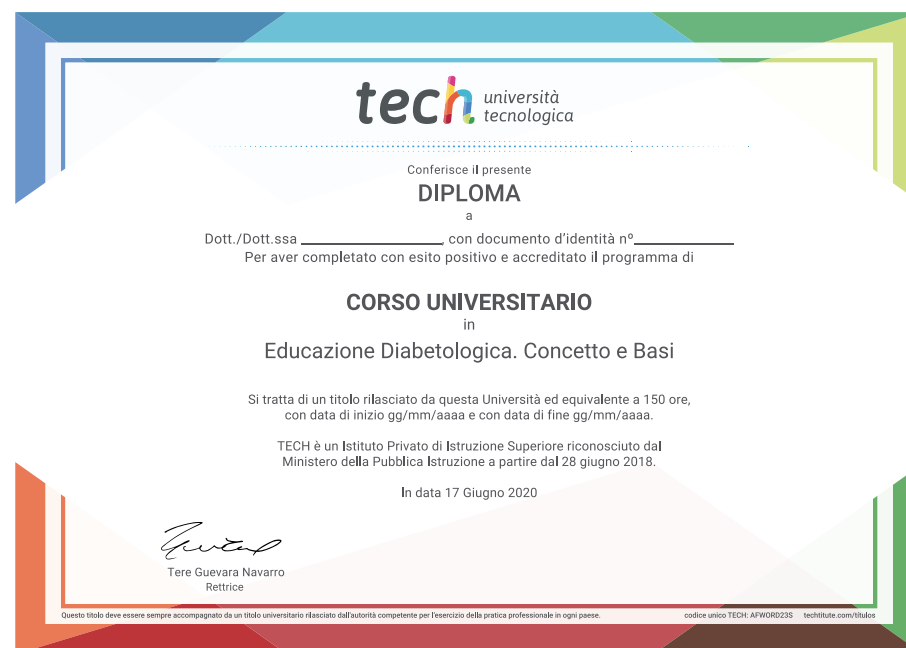 tech università
tecnologica
Conferisce il presente
DIPLOMA
a
Dott./Dott.ssa ____________________, con documento d'identità nº______________
Per aver completato con esito positivo e accreditato il programma di
CORSO UNIVERSITARIO
in
Educazione Diabetologica. Concetto e Basi
Si tratta di un titolo rilasciato da questa Università ed equivalente a 150 ore,
con data di inizio gg/mm/aaaa e con data di fine gg/mm/aaaa.
TECH è un Istituto Privato di Istruzione Superiore riconosciuto dal
Ministero della Pubblica Istruzione a partire dal 28 giugno 2018.
In data 17 Giugno 2020
Tere Guevara Navarro
Rettrice
Questo titolo deve essere sempre accompagnato da un titolo universitario rilasciato dall'autorità competente per l'esercizio della pratica professionale in ogni paese. codice unico TECH: AFWORD23S techtitute.com/titulos